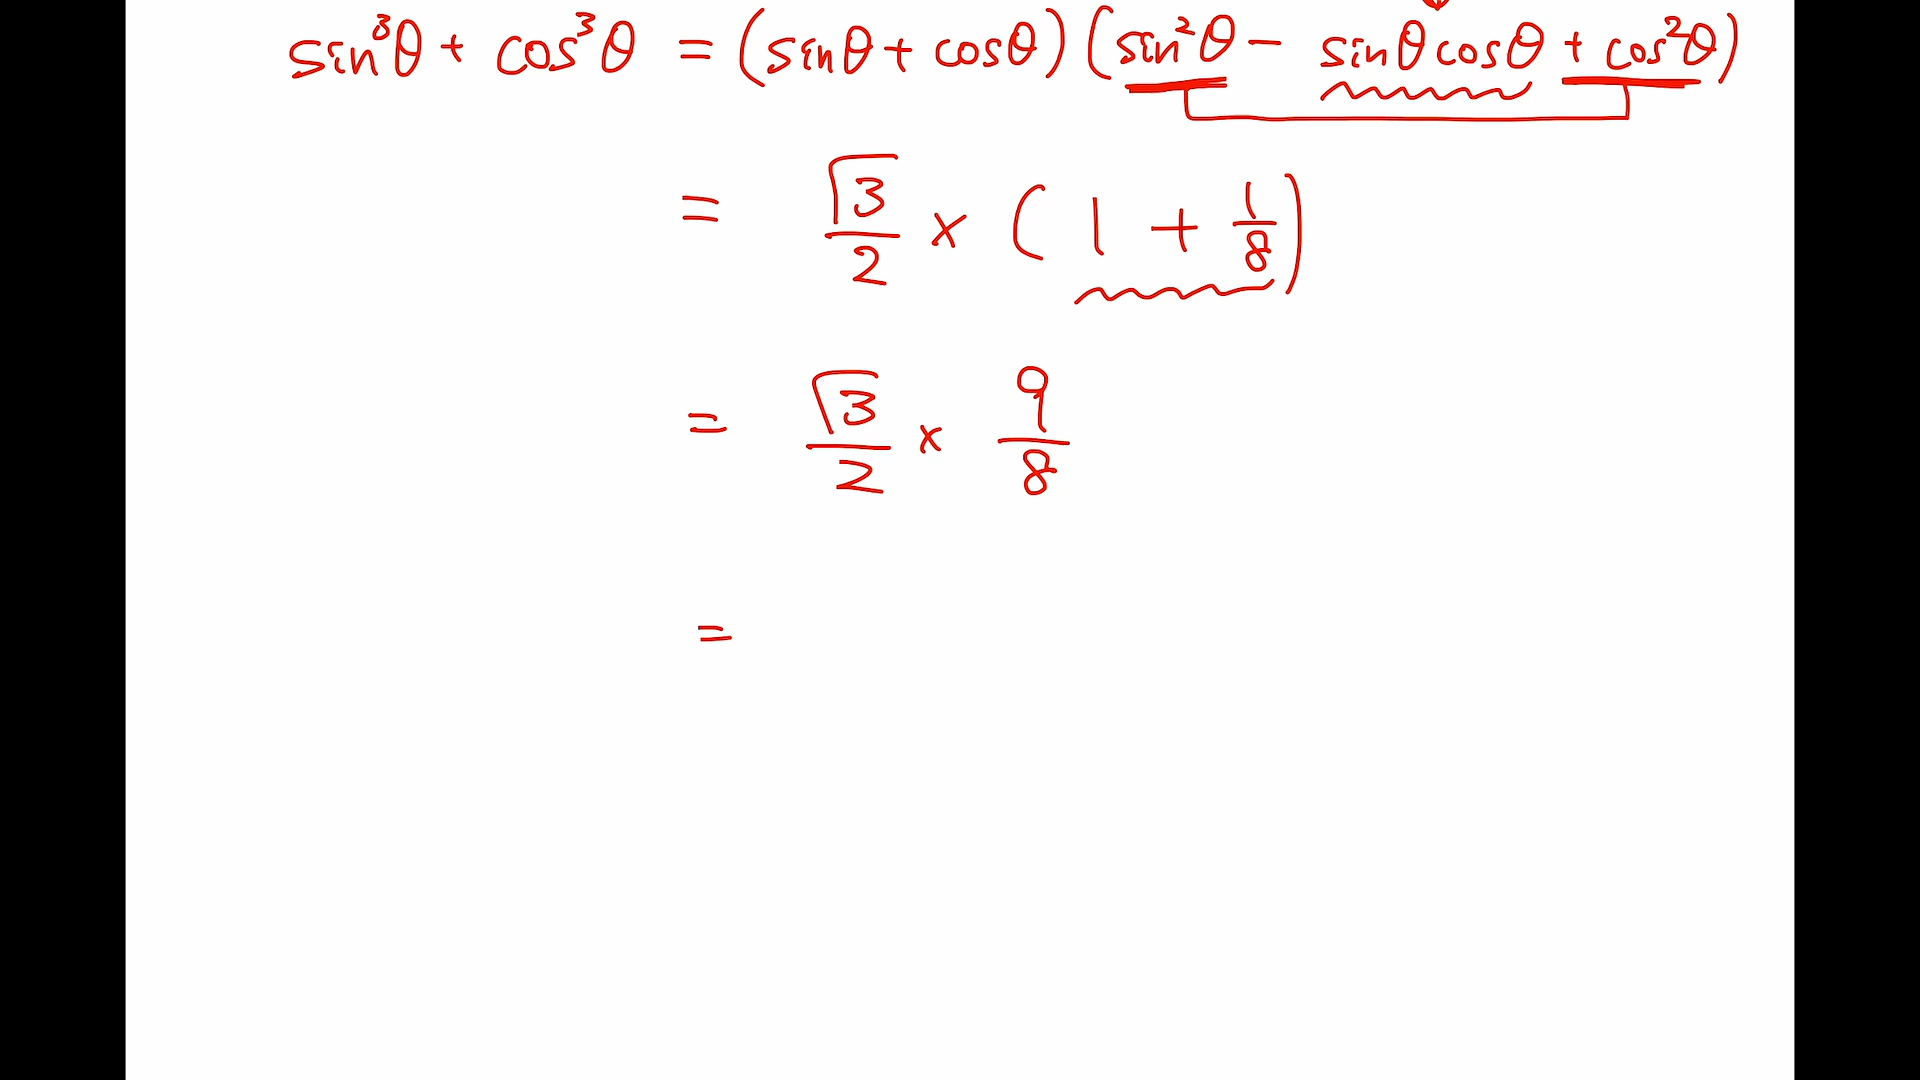 sin³θ + cos³θ = (sinθ + cosθ)(sin²θ − sinθcosθ + cos²θ)
= √3/2 × (1 + 1/8)
= √3/2 × 9/8
=